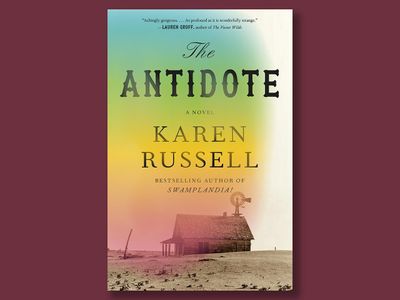 "Achingly gorgeous. . . . As profound as it is wonderfully strange."
—LAUREN GROFF, author of The Vaster Wilds
The
ANTIDOTE
A NOVEL
KAREN
RUSSELL
BESTSELLING AUTHOR OF
SWAMPLANDIA!